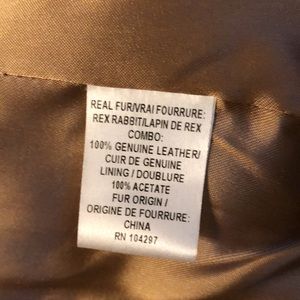 REAL FUR/VRAI FOURRURE:
REX RABBIT/LAPIN DE REX
COMBO:
100% GENUINE LEATHER/
CUIR DE GENUINE
LINING / DOUBLURE
100% ACETATE
FUR ORIGIN /
ORIGINE DE FOURRURE:
CHINA
RN 104297